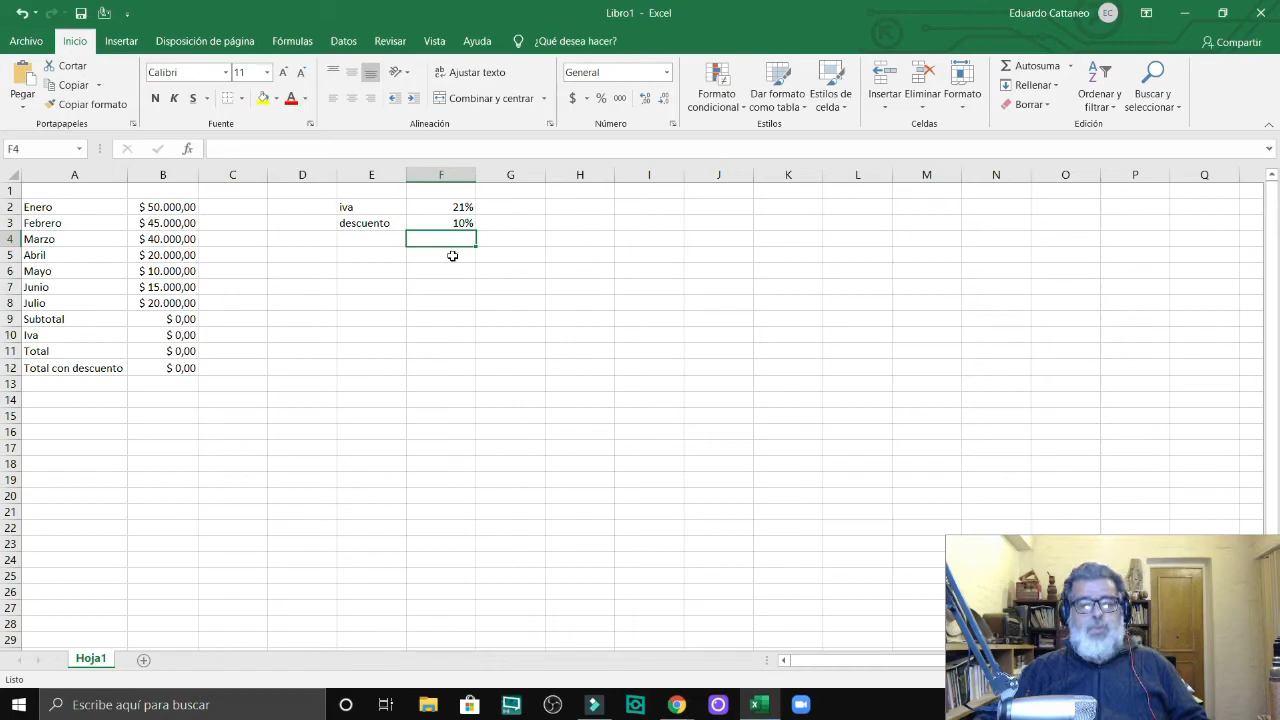 Libro1 - Excel
Eduardo Cattaneo EC
Archivo Inicio Insertar Disposición de página Fórmulas Datos Revisar Vista Ayuda ¿Qué desea hacer? Compartir
Pegar
Cortar
Copiar
Copiar formato
Portapapeles
Calibri 11
N K S A
Fuente
Ajustar texto
Combinar y centrar
Alineación
General
$ % 000
Número
Formato condicional
Dar formato como tabla
Estilos de celda
Estilos
Insertar Eliminar Formato
Celdas
Autosuma
Rellenar
Borrar
Ordenar y filtrar
Buscar y seleccionar
Edición
F4 fx
A B C D E F G H I J K L M N O P Q
1
2 Enero $ 50.000,00 iva 21%
3 Febrero $ 45.000,00 descuento 10%
4 Marzo $ 40.000,00
5 Abril $ 20.000,00
6 Mayo $ 10.000,00
7 Junio $ 15.000,00
8 Julio $ 20.000,00
9 Subtotal $ 0,00
10 Iva $ 0,00
11 Total $ 0,00
12 Total con descuento $ 0,00
13
14
15
16
17
18
19
20
21
22
23
24
25
26
27
28
29
Hoja1
Listo
Escribe aquí para buscar